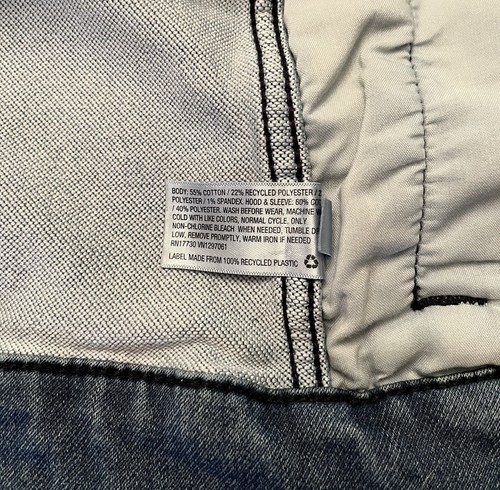 BODY: 55% COTTON / 22% RECYCLED POLYESTER /
POLYESTER / 1% SPANDEX. HOOD & SLEEVE: 60%
/ 40% POLYESTER. WASH BEFORE WEAR, MACHINE
COLD WITH LIKE COLORS, NORMAL CYCLE, ONLY
NON-CHLORINE BLEACH WHEN NEEDED, TUMBLE
LOW, REMOVE PROMPTLY, WARM IRON IF NEEDED
RN17730 VN1297061
LABEL MADE FROM 100% RECYCLED PLASTIC